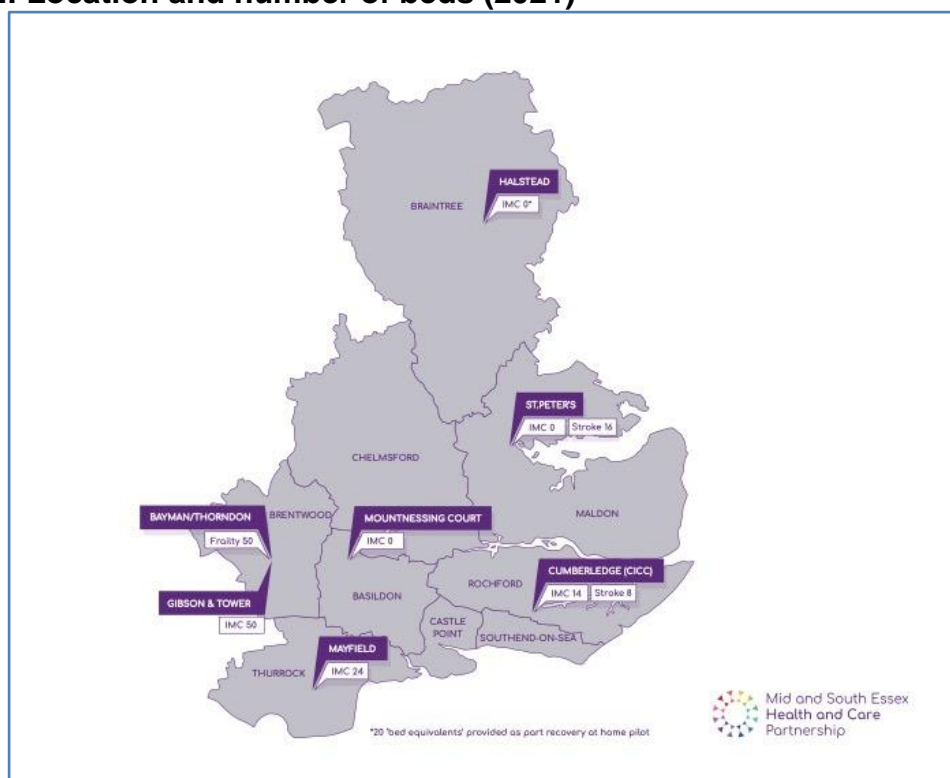 Location and number of beds (2021)
HALSTEAD
IMC 0*
BRAINTREE
ST.PETER'S
IMC 0
Stroke 16
CHELMSFORD
MALDON
BAYMAN/THORNDON
Frailty 50
BRENTWOOD
MOUNTNESSING COURT
IMC 0
CUMBERLEDGE (CICC)
IMC 14
Stroke 8
ROCHFORD
BASILDON
GIBSON & TOWER
IMC 50
CASTLE
POINT
SOUTHEND-ON-SEA
MAYFIELD
IMC 24
THURROCK
*20 'bed equivalents' provided as part recovery at home pilot
Mid and South Essex
Health and Care
Partnership